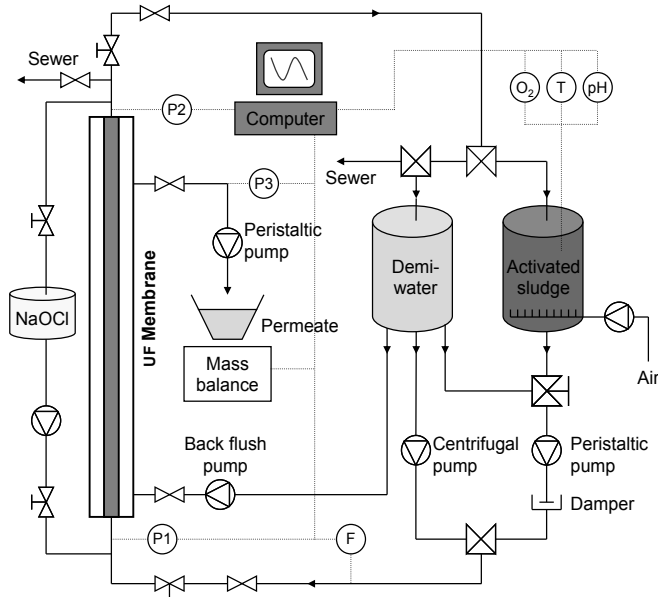 Sewer
P2
Computer
O2
T
pH
Sewer
P3
Peristaltic
pump
Permeate
Mass
balance
UF Membrane
NaOCl
Demi-
water
Activated
sludge
Air
Back flush
pump
Centrifugal
pump
Peristaltic
pump
Damper
P1
F